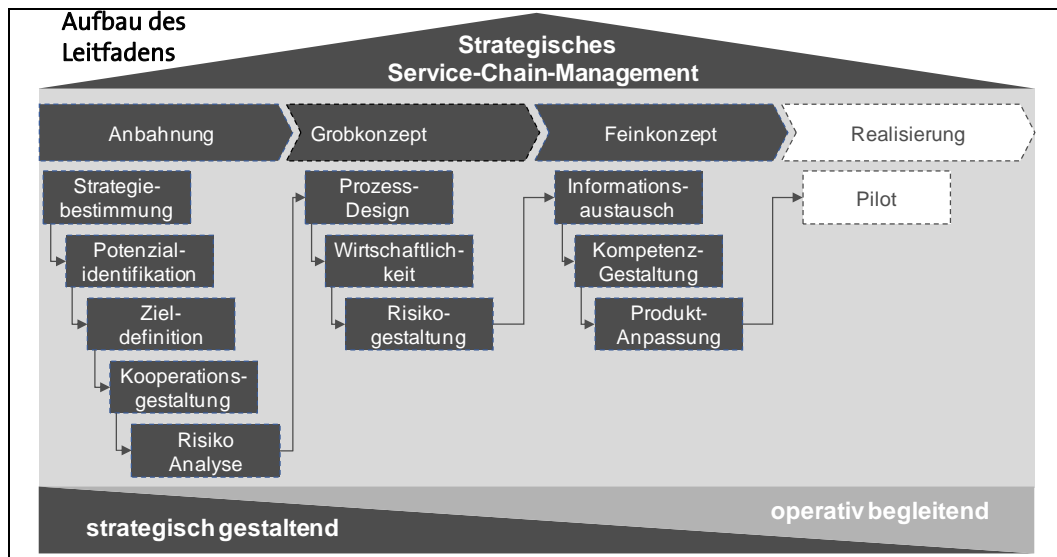 Aufbau des
Leitfadens
Strategisches
Service-Chain-Management
Anbahnung
Grobkonzept
Feinkonzept
Realisierung
Strategie-
bestimmung
Potenzial-
identifikation
Ziel-
definition
Kooperations-
gestaltung
Risiko
Analyse
Prozess-
Design
Wirtschaftlich-
keit
Risiko-
gestaltung
Informations-
austausch
Kompetenz-
Gestaltung
Produkt-
Anpassung
Pilot
strategisch gestaltend
operativ begleitend